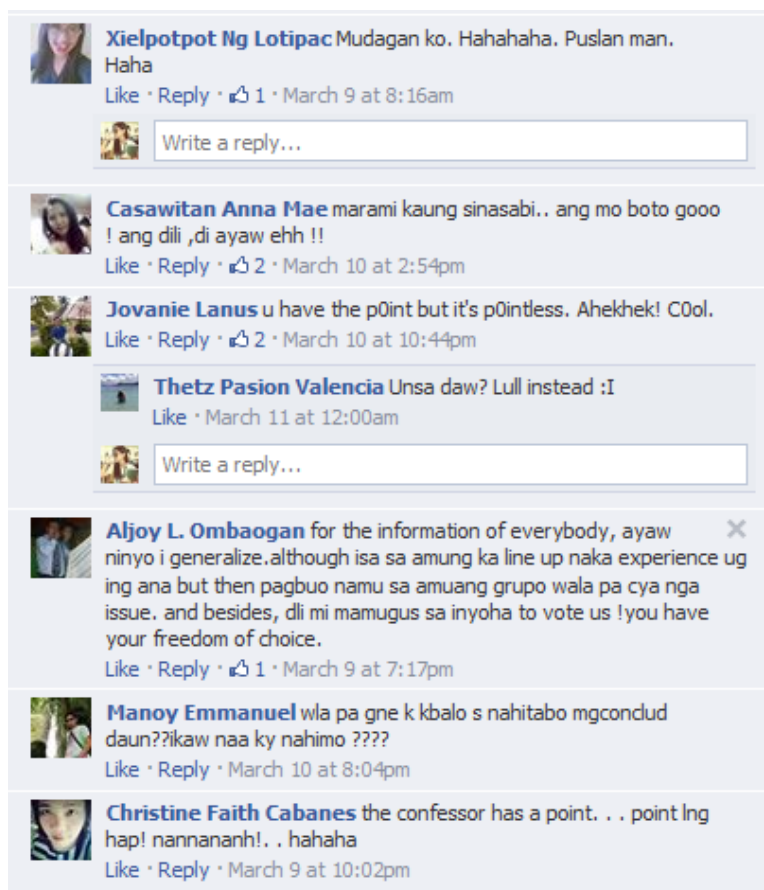 Xielpotpot Ng Lotipac Mudagan ko. Hahahaha. Puslan man.
Haha
Like · Reply · 1 · March 9 at 8:16am
Write a reply...
Casawitan Anna Mae marami kaung sinasabi.. ang mo boto gooo
! ang dili ,di ayaw ehh !!
Like · Reply · 2 · March 10 at 2:54pm
Jovanie Lanus u have the p0int but it's p0intless. Ahekhek! C0ol.
Like · Reply · 2 · March 10 at 10:44pm
Thetz Pasion Valencia Unsa daw? Lull instead :I
Like · March 11 at 12:00am
Write a reply...
Aljoy L. Ombaogan for the information of everybody, ayaw
ninyo i generalize.although isa sa amung ka line up naka experience ug
ing ana but then pagbuo namu sa amuang grupo wala pa cya nga
issue. and besides, dli mi mamugus sa inyoha to vote us !you have
your freedom of choice.
Like · Reply · 1 · March 9 at 7:17pm
Manoy Emmanuel wla pa gne k kbalo s nahitabo mgconclud
daun??ikaw naa ky nahimo ????
Like · Reply · March 10 at 8:04pm
Christine Faith Cabanes the confessor has a point. . . point lng
hap! nannananh!. . hahaha
Like · Reply · March 9 at 10:02pm